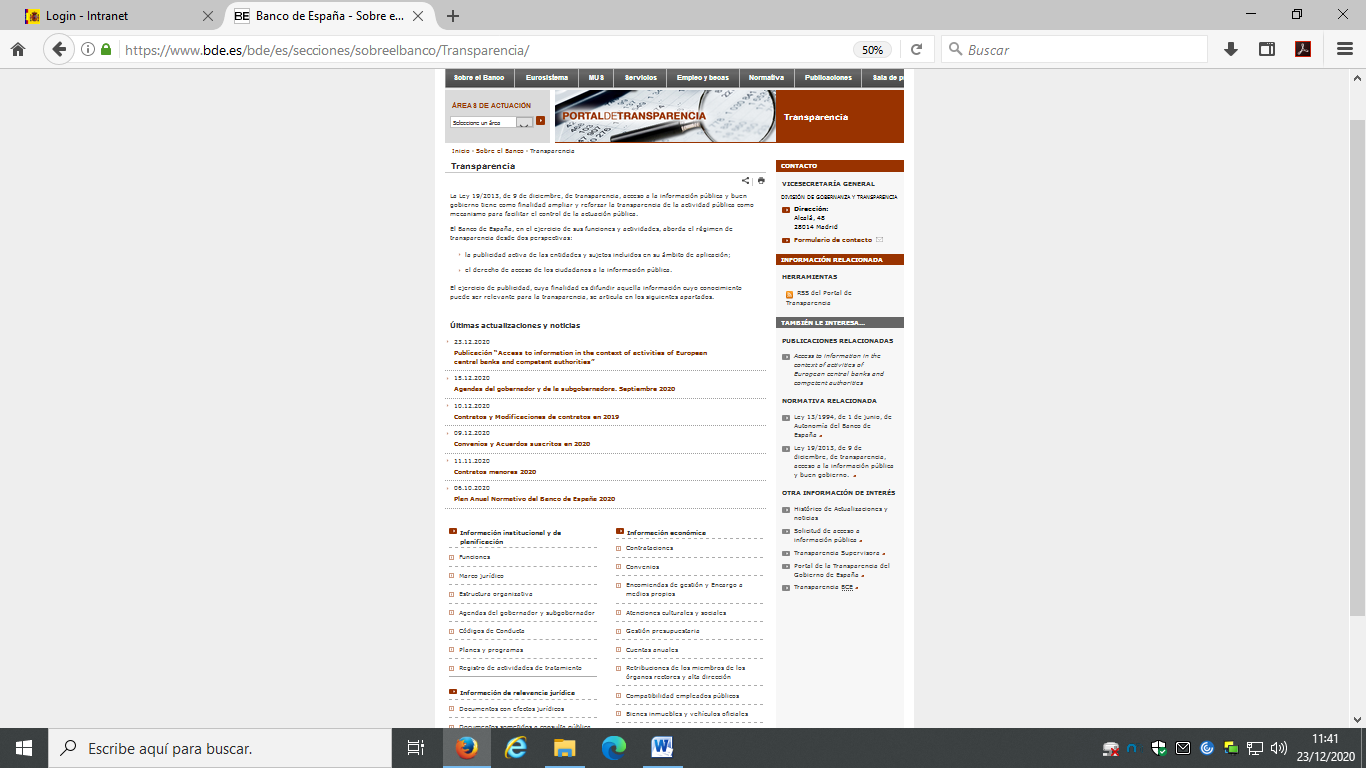 Login - Intranet
Banco de España - Sobre e...
https://www.bde.es/bde/es/secciones/sobreelbanco/Transparencia/
50%
Buscar
Sobre el Banco
Eurosistema
MUS
Servicios
Empleo y becas
Normativa
Publicaciones
Sala de p
ÁREAS DE ACTUACIÓN
Seleccione un área
PORTALDETRANSPARENCIA
Transparencia
Inicio › Sobre el Banco › Transparencia
Transparencia
La Ley 19/2013, de 9 de diciembre, de transparencia, acceso a la información pública y buen
gobierno tiene como finalidad ampliar y reforzar la transparencia de la actividad pública como
mecanismo para facilitar el control de la actuación pública.
El Banco de España, en el ejercicio de sus funciones y actividades, aborda el régimen de
transparencia desde dos perspectivas:
la publicidad activa de las entidades y sujetos incluidos en su ámbito de aplicación;
el derecho de acceso de los ciudadanos a la información pública.
El ejercicio de publicidad, cuya finalidad es difundir aquella información cuyo conocimiento
puede ser relevante para la transparencia, se articula en los siguientes apartados.
Últimas actualizaciones y noticias
23.12.2020
Publicación "Access to information in the context of activities of European
central banks and competent authorities"
15.12.2020
Agendas del gobernador y de la subgobernadora. Septiembre 2020
10.12.2020
Contratos y Modificaciones de contratos en 2019
09.12.2020
Convenios y Acuerdos suscritos en 2020
11.11.2020
Contratos menores 2020
06.10.2020
Plan Anual Normativo del Banco de España 2020
Información institucional y de
planificación
Funciones
Marco jurídico
Estructura organizativa
Agendas del gobernador y subgobernador
Códigos de Conducta
Planes y programas
Registro de actividades de tratamiento
Información de relevancia jurídica
Documentos con efectos jurídicos
Documentos sometidos a consulta pública
Información económica
Contrataciones
Convenios
Encomiendas de gestión y Encargo a
medios propios
Atenciones culturales y sociales
Gestión presupuestaria
Cuentas anuales
Retribuciones de los miembros de los
órganos rectores y alta dirección
Compatibilidad empleados públicos
Bienes inmuebles y vehículos oficiales
CONTACTO
VICESECRETARÍA GENERAL
DIVISIÓN DE GOBERNANZA Y TRANSPARENCIA
Dirección:
Alcalá, 48
28014 Madrid
Formulario de contacto
INFORMACIÓN RELACIONADA
HERRAMIENTAS
RSS del Portal de
Transparencia
TAMBIÉN LE INTERESA...
PUBLICACIONES RELACIONADAS
Access to information in the
context of activities of
European central banks and
competent authorities
NORMATIVA RELACIONADA
Ley 13/1994, de 1 de junio, de
Autonomía del Banco de
España
Ley 19/2013, de 9 de
diciembre, de transparencia,
acceso a la información pública
y buen gobierno.
OTRA INFORMACIÓN DE INTERÉS
Histórico de Actualizaciones y
noticias
Solicitud de acceso a
información pública
Transparencia Supervisora
Portal de la Transparencia del
Gobierno de España
Transparencia BCE
Escribe aquí para buscar.
11:41
23/12/2020